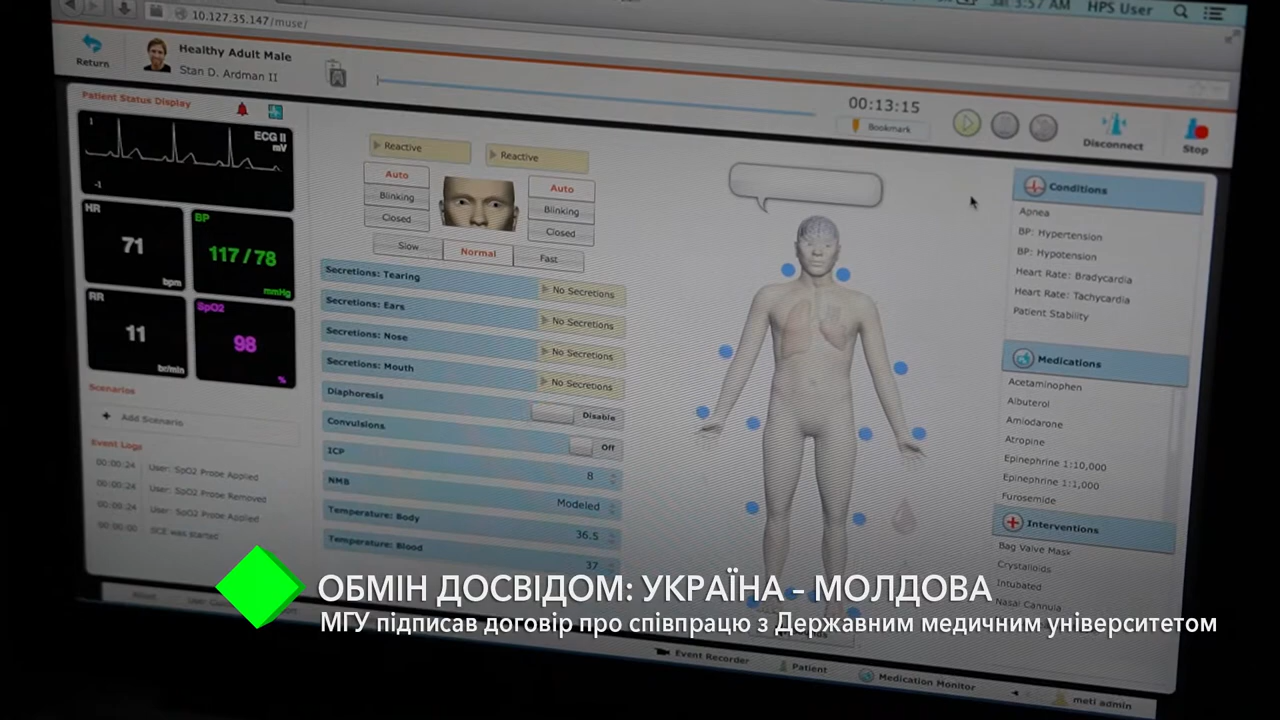 10.127.35.147/muse/
3:57 AM HPS User
Return
Healthy Adult Male
Stan D. Ardman II
00:13:15
Bookmark
Disconnect
Stop
Patient Status Display
1
ECG II
mV
-1
HR
71
bpm
BP
117 / 78
mmHg
RR
11
br/min
SpO2
98
%
Scenarios
Add Scenario
Event Logs
00:00:24 User: SpO2 Probe Applied
00:00:24 User: SpO2 Probe Removed
00:00:24 User: SpO2 Probe Applied
00:00:00 SCE was started
Reactive Reactive
Auto Auto
Blinking Blinking
Closed Closed
Slow Normal Fast
Secretions: Tearing No Secretions
Secretions: Ears No Secretions
Secretions: Nose No Secretions
Secretions: Mouth No Secretions
Diaphoresis Disable
Convulsions Off
ICP 8
NMB Modeled
Temperature: Body 36.5
Temperature: Blood 37
Conditions
Apnea
BP: Hypertension
BP: Hypotension
Heart Rate: Bradycardia
Heart Rate: Tachycardia
Patient Stability
Medications
Acetaminophen
Albuterol
Amiodarone
Atropine
Epinephrine 1:10,000
Epinephrine 1:1,000
Furosemide
Interventions
Bag Valve Mask
Crystalloids
Intubated
Nasal Cannula
ОБМІН ДОСВІДОМ: УКРАЇНА - МОЛДОВА
МГУ підписав договір про співпрацю з Державним медичним університетом
About
Event Recorder
Patient
Medication Monitor
meti admin